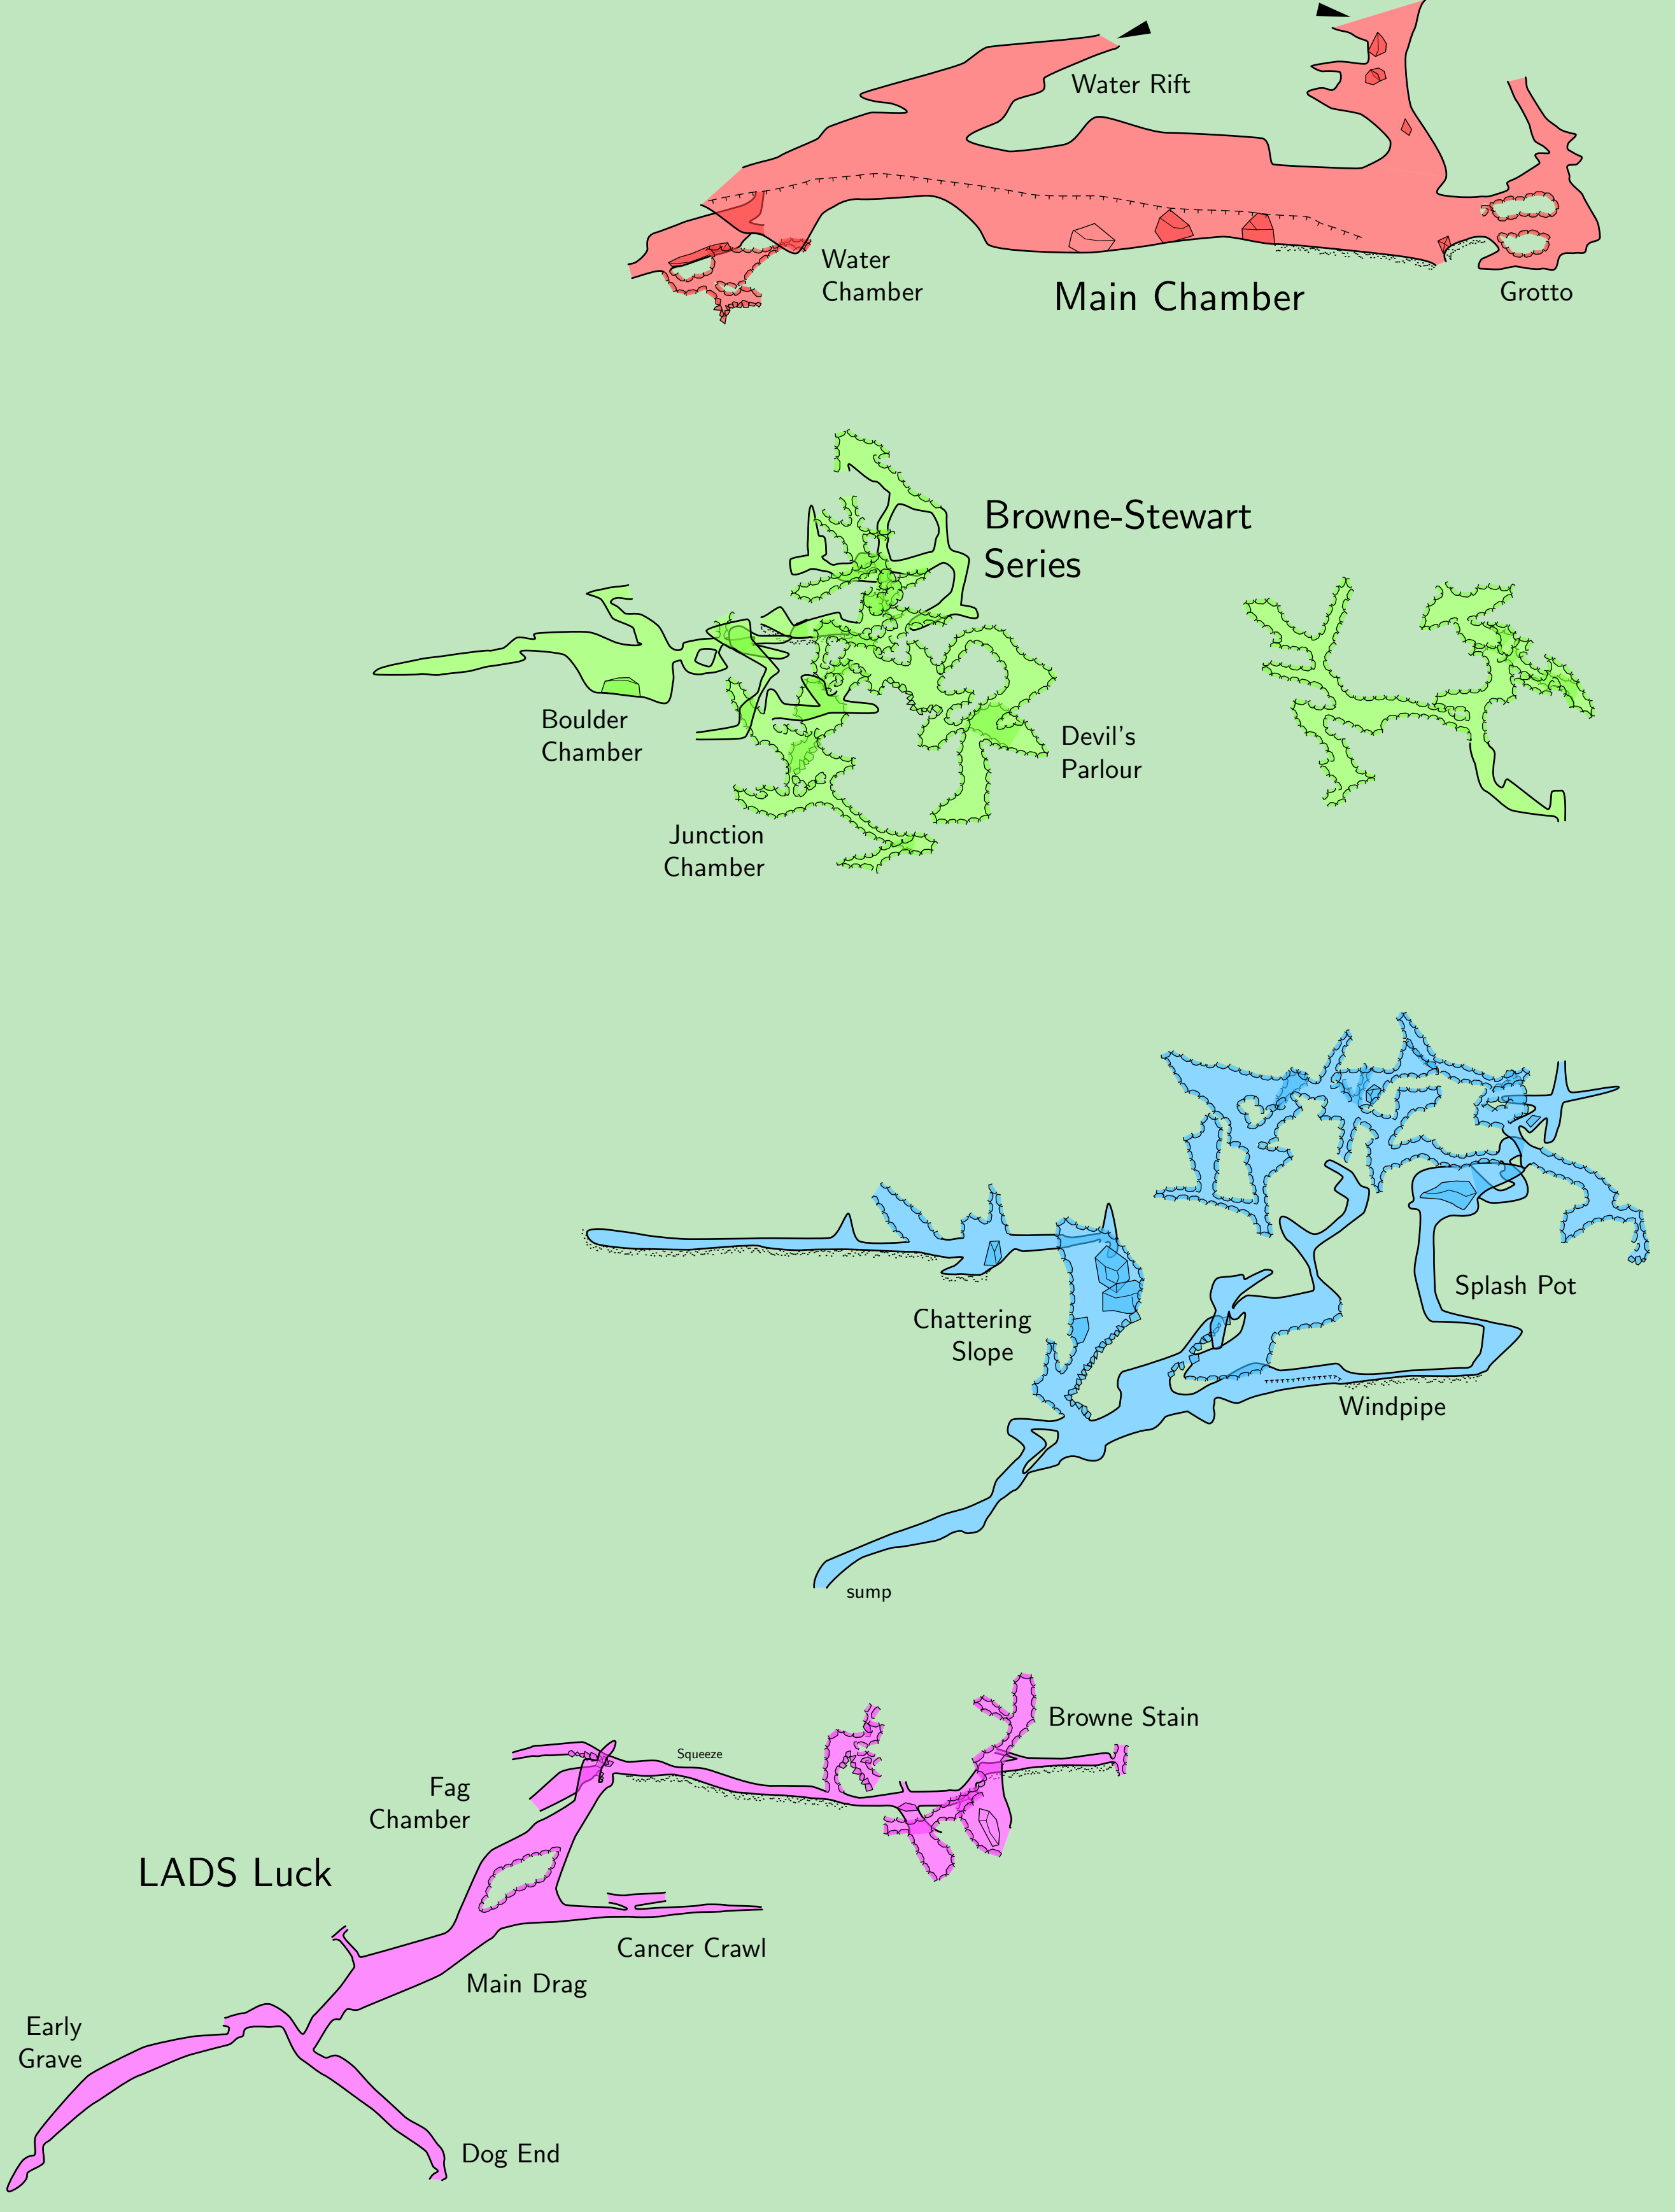 Water Rift
Water
Chamber
Main Chamber
Grotto
Browne-Stewart
Series
Boulder
Chamber
Devil's
Parlour
Junction
Chamber
Splash Pot
Chattering
Slope
Windpipe
sump
Browne Stain
Squeeze
Fag
Chamber
LADS Luck
Cancer Crawl
Main Drag
Early
Grave
Dog End